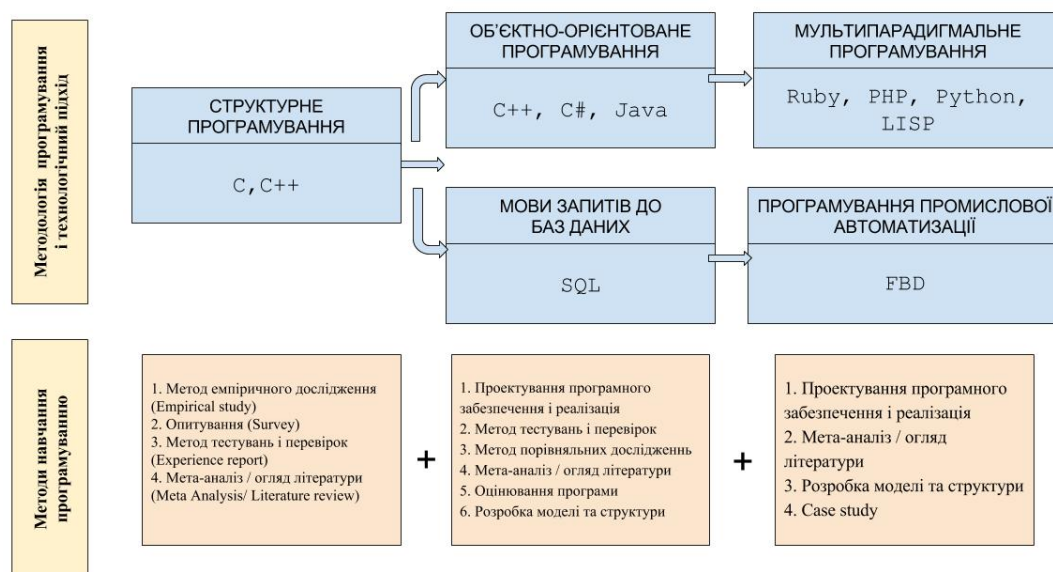 Методологія програмування
і технологічний підхід
СТРУКТУРНЕ
ПРОГРАМУВАННЯ
C,C++
ОБ'ЄКТНО-ОРІЄНТОВАНЕ
ПРОГРАМУВАННЯ
C++, C#, Java
МУЛЬТИПАРАДИГМАЛЬНЕ
ПРОГРАМУВАННЯ
Ruby, PHP, Python,
LISP
МОВИ ЗАПИТІВ ДО
БАЗ ДАНИХ
SQL
ПРОГРАМУВАННЯ ПРОМИСЛОВОЇ
АВТОМАТИЗАЦІЇ
FBD
Методи навчання
програмуванню
1. Метод емпіричного дослідження
(Empirical study)
2. Опитування (Survey)
3. Метод тестувань і перевірок
(Experience report)
4. Мета-аналіз / огляд літератури
(Meta Analysis/ Literature review)
+
1. Проектування програмного
забезпечення і реалізація
2. Метод тестувань і перевірок
3. Метод порівняльних дослідженнь
4. Мета-аналіз / огляд літератури
5. Оцінювання програми
6. Розробка моделі та структури
+
1. Проектування програмного
забезпечення і реалізація
2. Мета-аналіз / огляд
літератури
3. Розробка моделі та структури
4. Case study